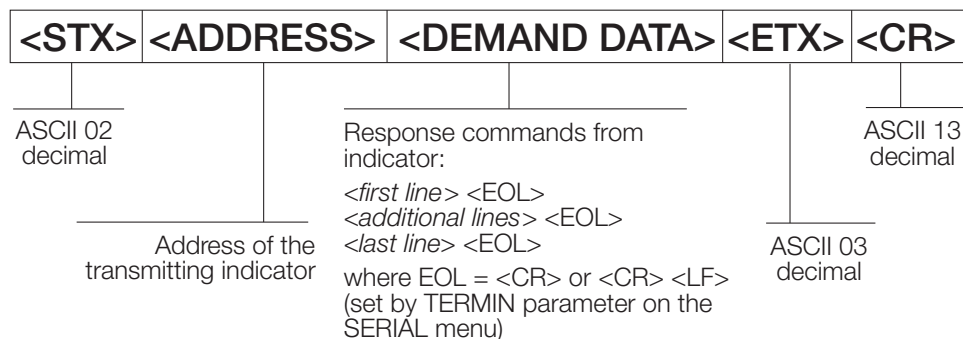 <STX> <ADDRESS> <DEMAND DATA> <ETX> <CR>
ASCII 02
decimal
Address of the
transmitting indicator
Response commands from
indicator:
<first line> <EOL>
<additional lines> <EOL>
<last line> <EOL>
where EOL = <CR> or <CR> <LF>
(set by TERMIN parameter on the
SERIAL menu)
ASCII 03
decimal
ASCII 13
decimal